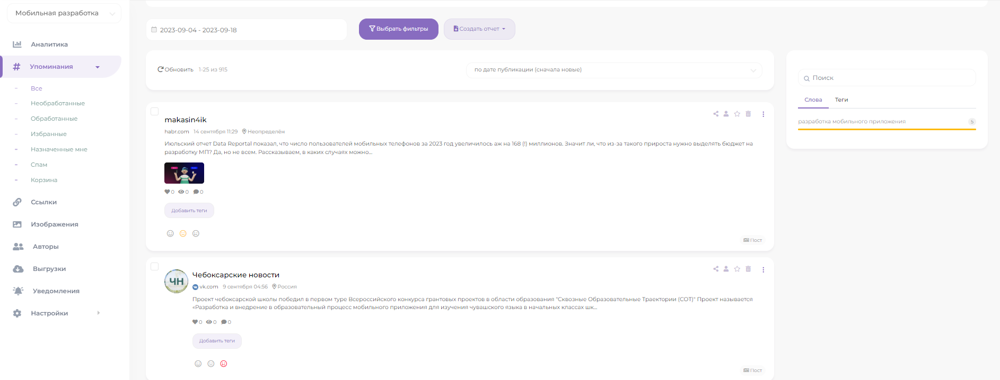 Мобильная разработка
Аналитика
Упоминания
Все
Необработанные
Обработанные
Избранные
Назначенные мне
Спам
Корзина
Ссылки
Изображения
Авторы
Выгрузки
Уведомления
Настройки
2023-09-04 - 2023-09-18
Выбрать фильтры
Создать отчет
Обновить 1-25 из 915
по дате публикации (сначала новые)
makasin4ik
habr.com 14 сентября 11:29 Неопределён
Июльский отчет Data Reportal показал, что число пользователей мобильных телефонов за 2023 год увеличилось аж на 168 (!) миллионов. Значит ли, что из-за такого прироста нужно выделять бюджет на
разработку МП? Да, но не всем. Рассказываем, в каких случаях можно...
0 0 0
Добавить теги
Пост
ЧН
Чебоксарские новости
vk.com 9 сентября 04:56 Россия
Проект чебоксарской школы победил в первом туре Всероссийского конкурса грантовых проектов в области образования "Сквозные Образовательные Траектории (СОТ)" Проект называется
«Разработка и внедрение в образовательный процесс мобильного приложения для изучения чувашского языка в начальных классах шк...
0 0 0
Добавить теги
Пост
Поиск
Слова Теги
разработка мобильного приложения 5